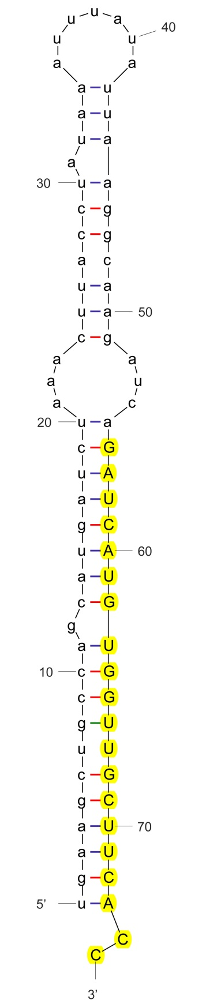 u
u a
u u 40
a a
a u
a u
u a
a
30 u a
c g
c g
a c
u a
u a 50
c g
a a
a u
a c
20 u a
c G
u A
a U
g C
u A 60
a U
c G
g
a U
10 c G
c G
g U
u U
c G
g C
a U 70
a U
g C
5’ u A
C
C
3’